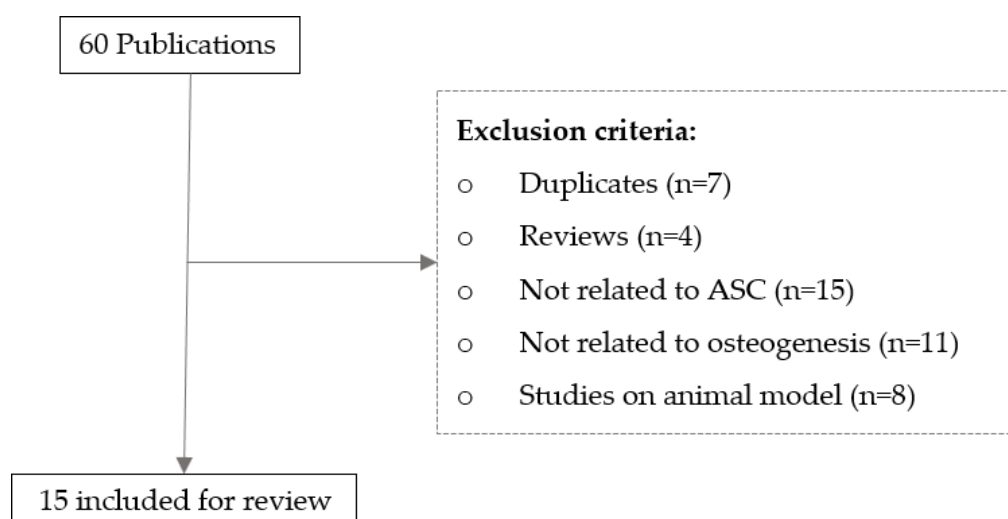 60 Publications
Exclusion criteria:
o Duplicates (n=7)
o Reviews (n=4)
o Not related to ASC (n=15)
o Not related to osteogenesis (n=11)
o Studies on animal model (n=8)
15 included for review